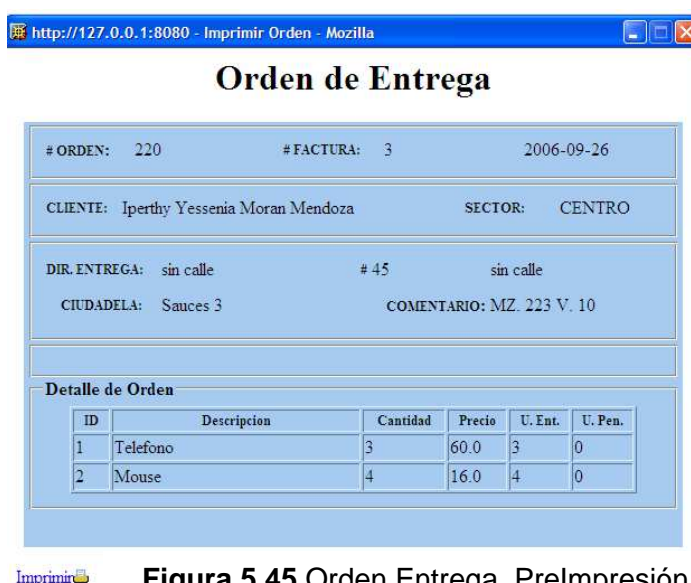 http://127.0.0.1:8080 - Imprimir Orden - Mozilla
Orden de Entrega
# ORDEN: 220 # FACTURA: 3 2006-09-26
CLIENTE: Iperthy Yessenia Moran Mendoza SECTOR: CENTRO
DIR. ENTREGA: sin calle # 45 sin calle
CIUDADELA: Sauces 3 COMENTARIO: MZ. 223 V. 10
Detalle de Orden
ID Descripcion Cantidad Precio U. Ent. U. Pen.
1 Telefono 3 60.0 3 0
2 Mouse 4 16.0 4 0
Imprimir Figura 5.45 Orden Entrega PreImpresión